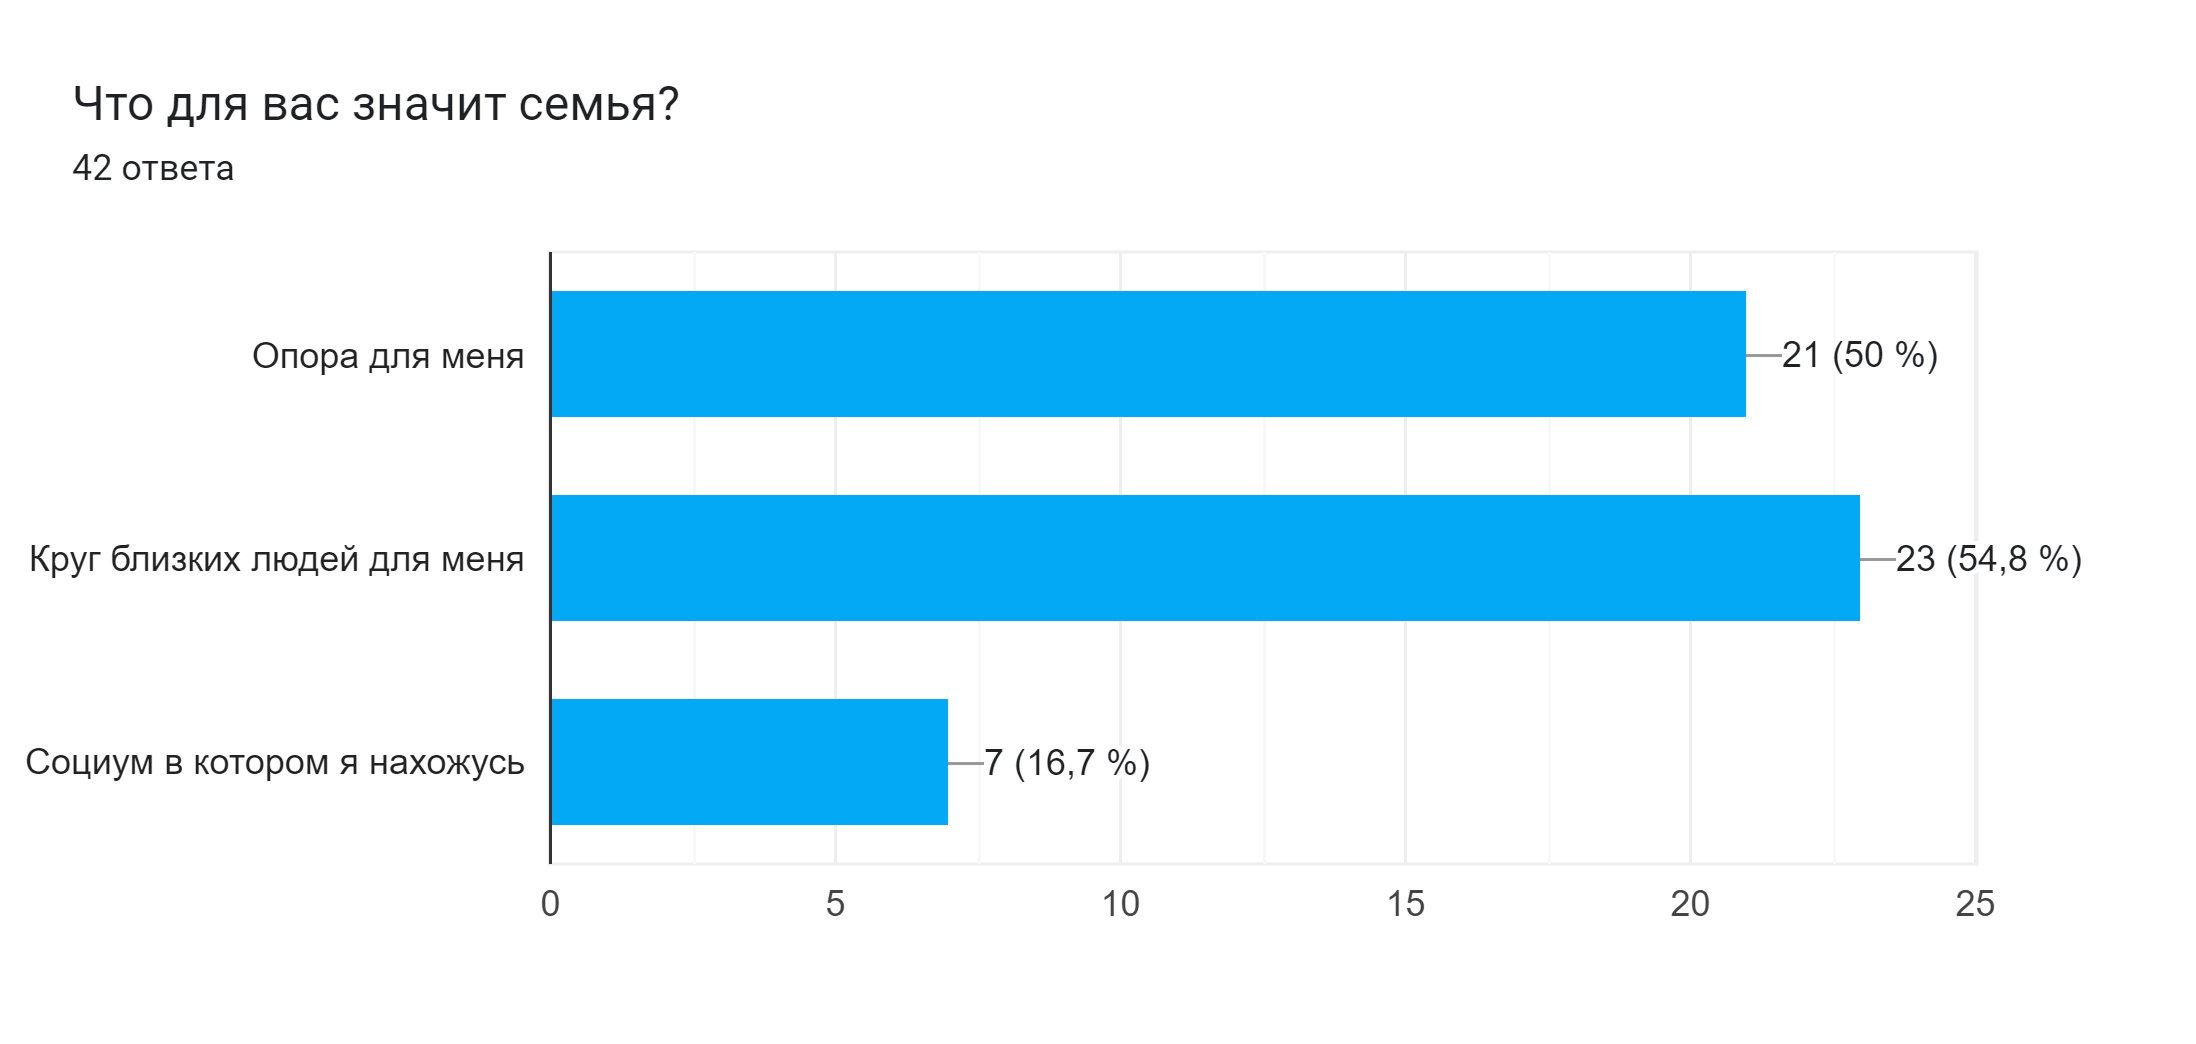 Что для вас значит семья?
42 ответа
Опора для меня
21 (50 %)
Круг близких людей для меня
23 (54,8 %)
Социум в котором я нахожусь
7 (16,7 %)
0 5 10 15 20 25